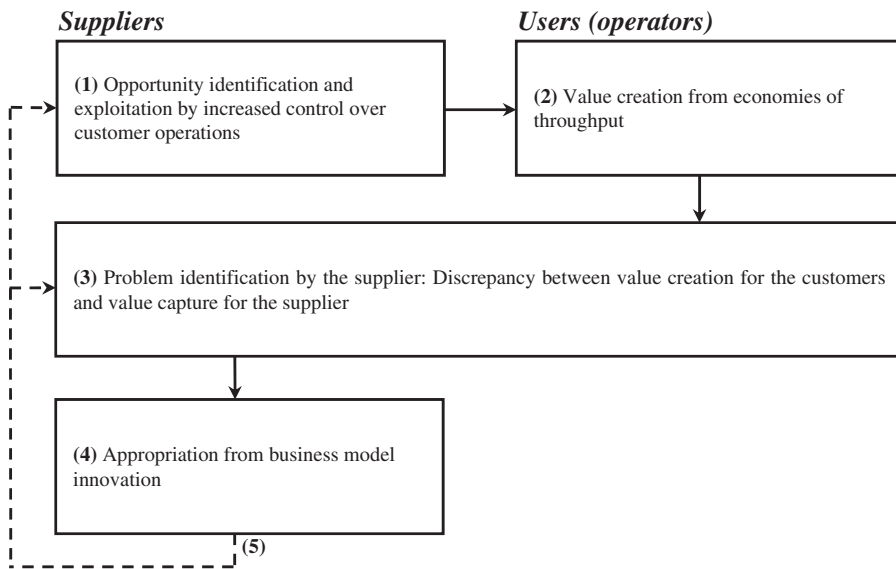 Suppliers
Users (operators)
(1) Opportunity identification and
exploitation by increased control over
customer operations
(2) Value creation from economies of
throughput
(3) Problem identification by the supplier: Discrepancy between value creation for the customers
and value capture for the supplier
(4) Appropriation from business model
innovation
(5)